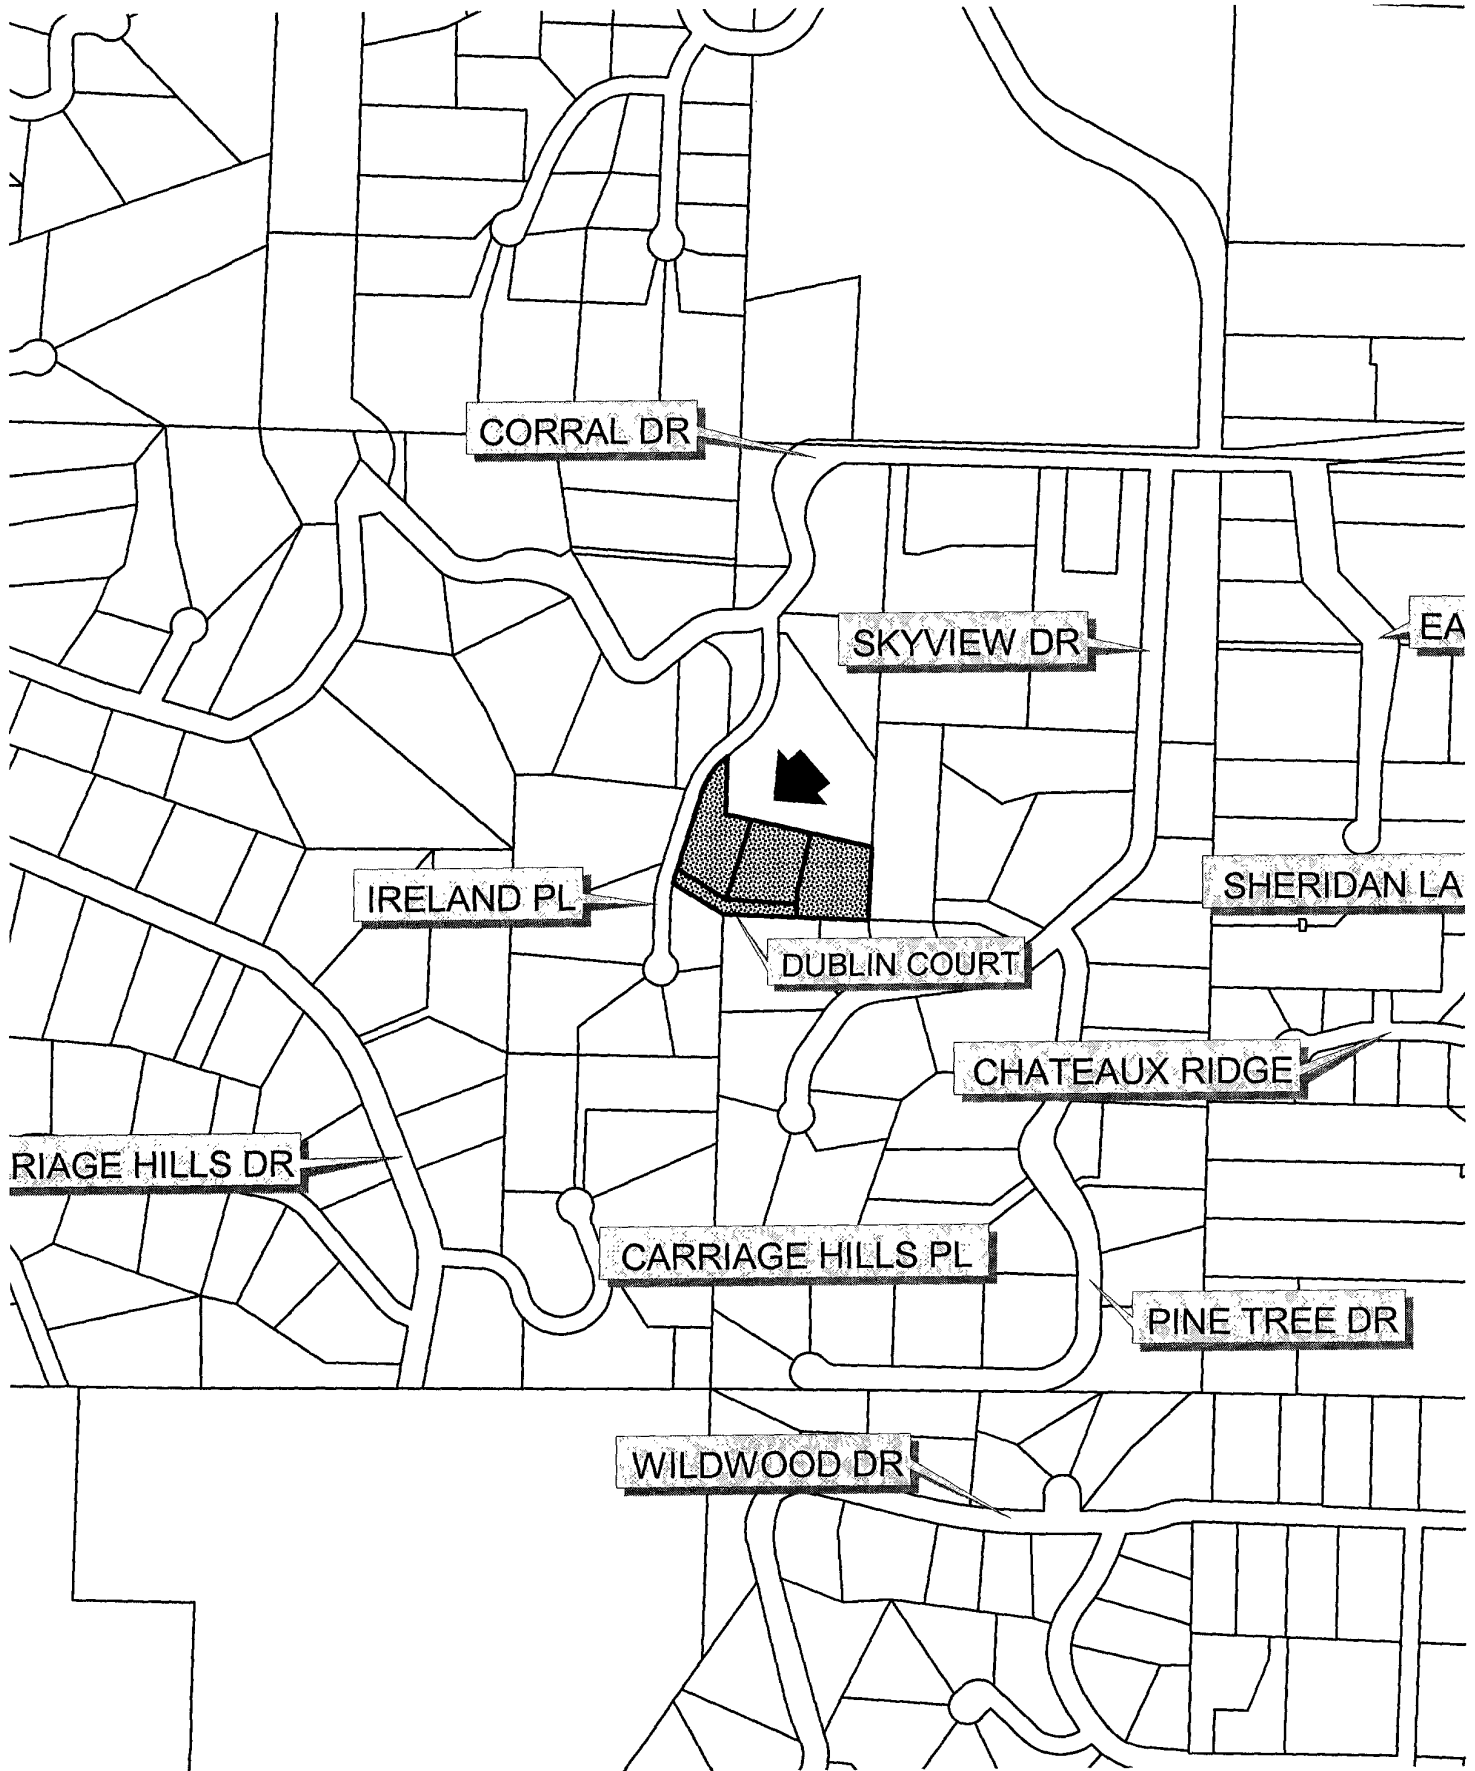 CORRAL DR
SKYVIEW DR
EA
IRELAND PL
SHERIDAN LA
DUBLIN COURT
CHATEAUX RIDGE
RIAGE HILLS DR
CARRIAGE HILLS PL
PINE TREE DR
WILDWOOD DR